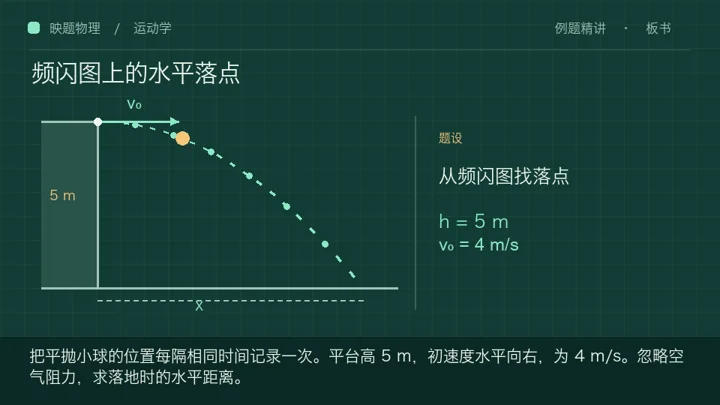 映题物理 / 运动学
例题精讲 · 板书
频闪图上的水平落点
v₀
5 m
x
题设
从频闪图找落点
h = 5 m
v₀ = 4 m/s
把平抛小球的位置每隔相同时间记录一次。平台高 5 m，初速度水平向右，为 4 m/s。忽略空
气阻力，求落地时的水平距离。